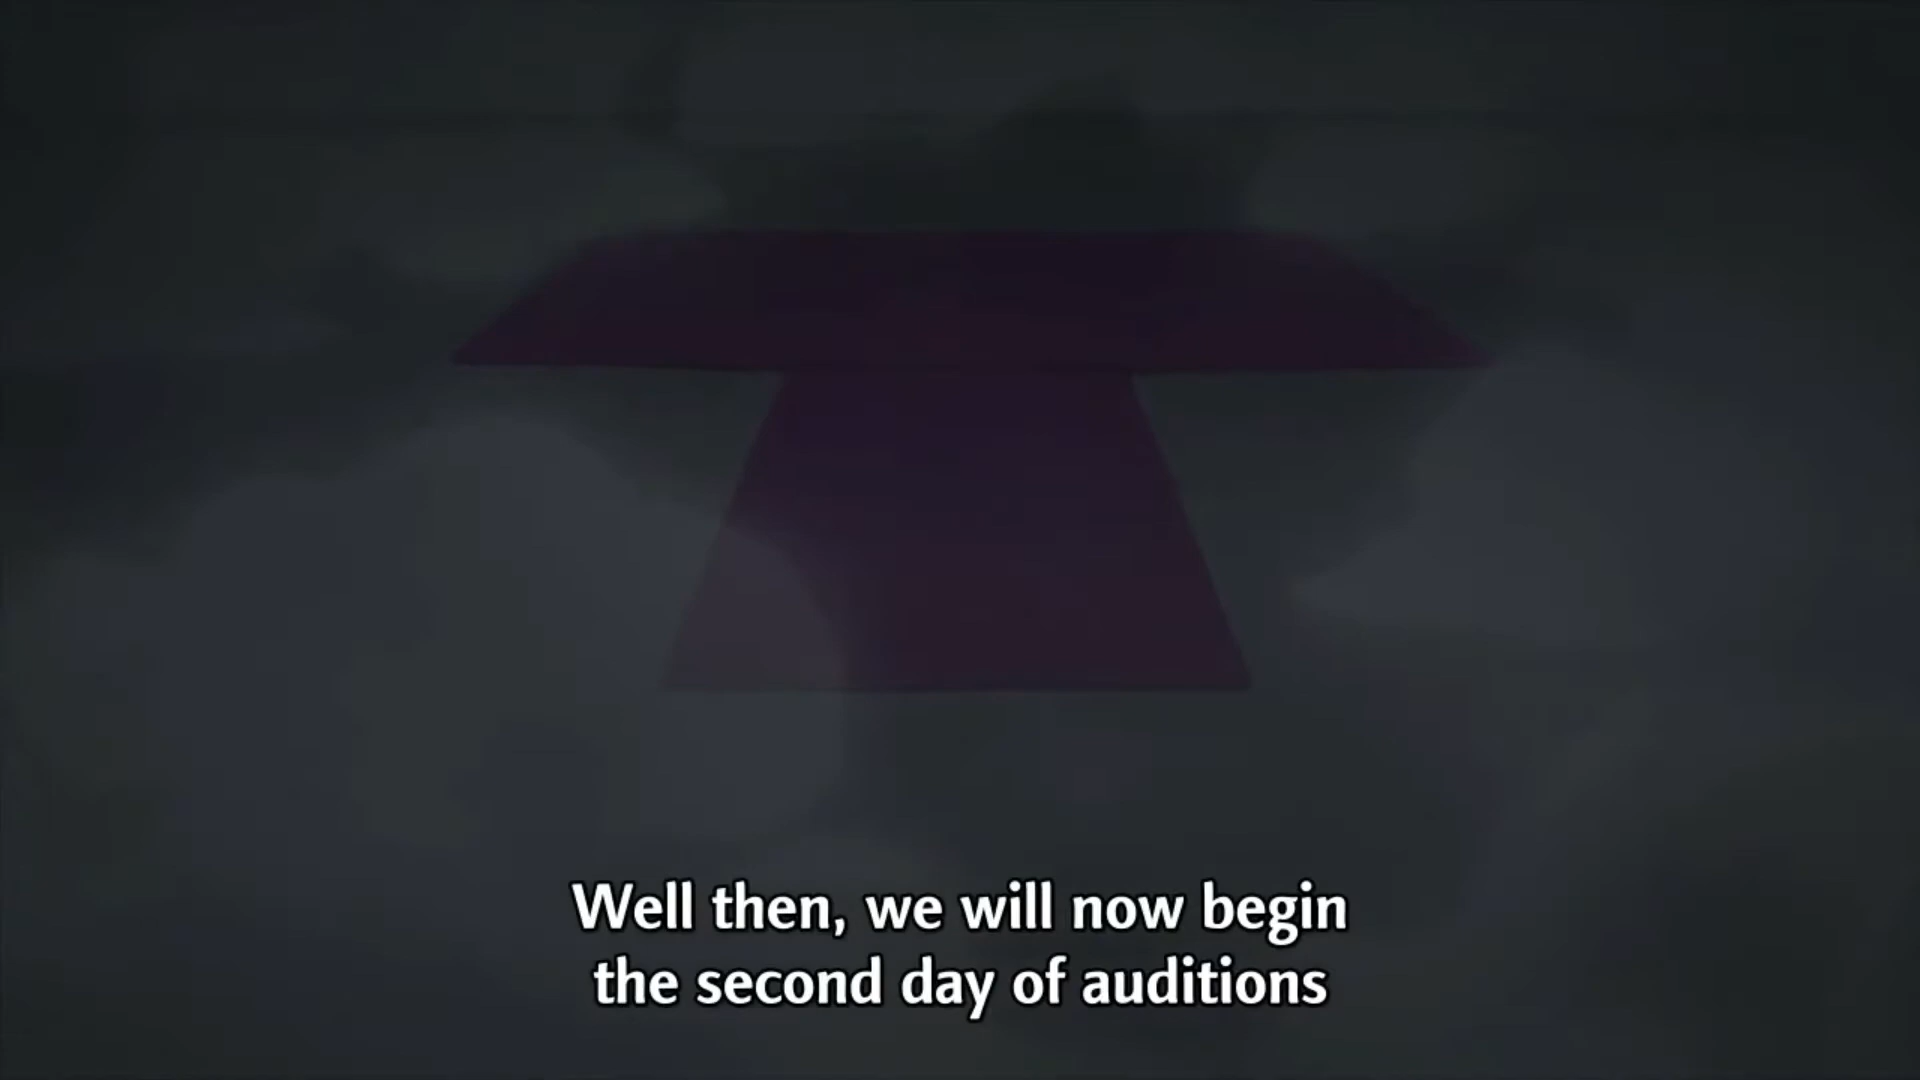 Well then, we will now begin
the second day of auditions